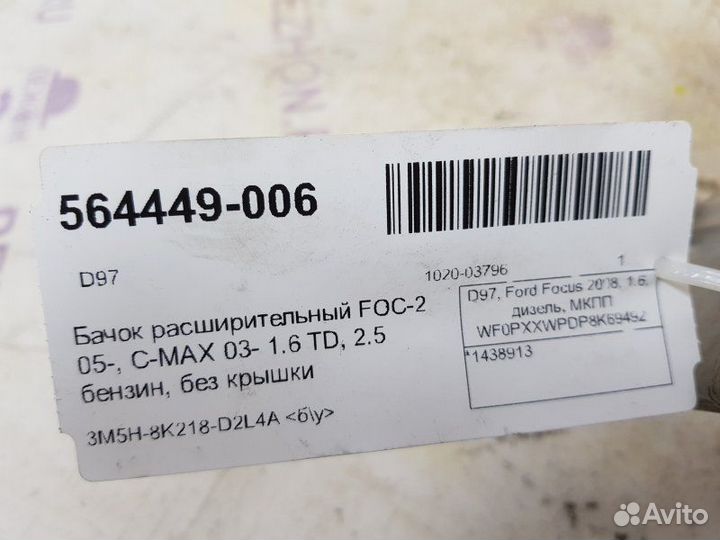 564449-006
D97
1020-03796
1
Бачок расширительный FOC-2
05-, C-MAX 03- 1.6 TD, 2.5
бензин, без крышки
3M5H-8K218-D2L4A <б\у>
D97, Ford Focus 2008, 1.6,
дизель, МКПП
WF0PXXWPDP8K69492
*1438913
Avito